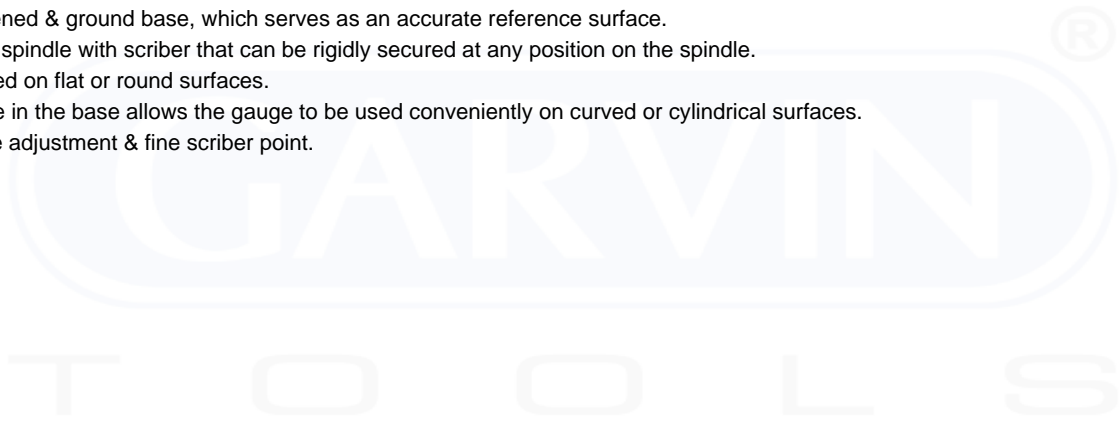 ened & ground base, which serves as an accurate reference surface.
spindle with scriber that can be rigidly secured at any position on the spindle.
ed on flat or round surfaces.
e in the base allows the gauge to be used conveniently on curved or cylindrical surfaces.
e adjustment & fine scriber point.
®
GARVIN
TOOLS